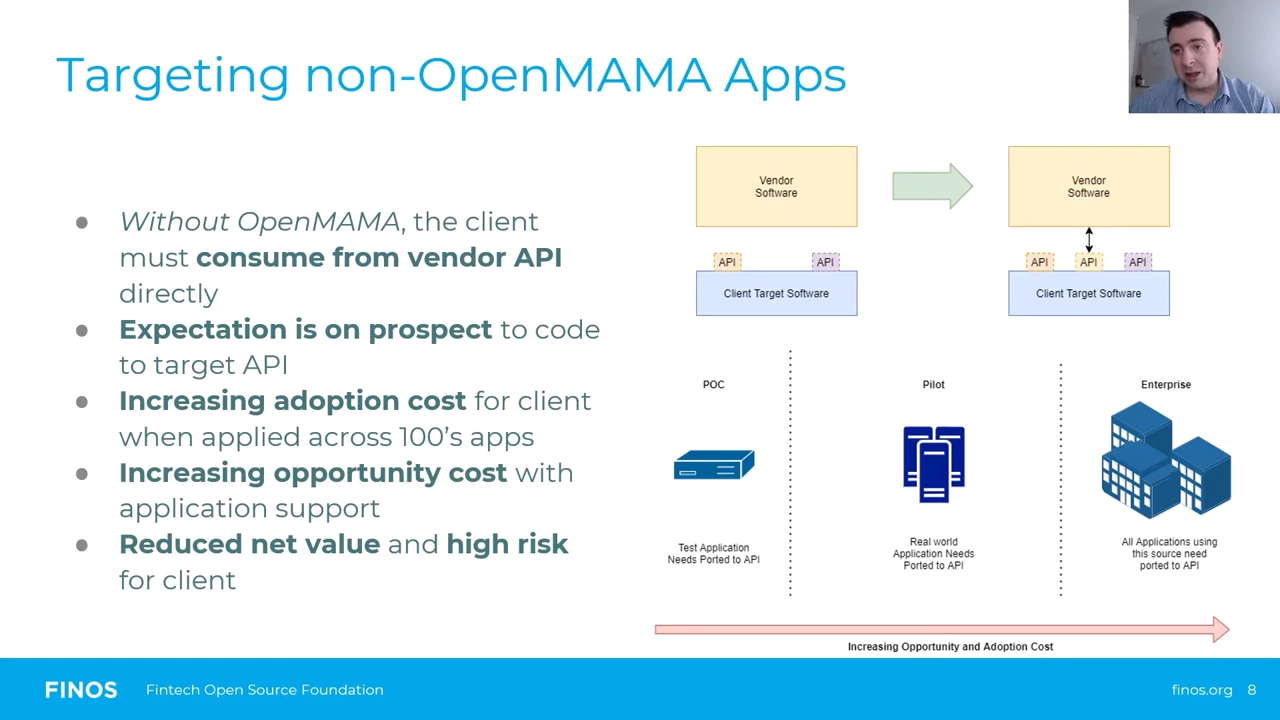 Targeting non-OpenMAMA Apps
● Without OpenMAMA, the client
must consume from vendor API
directly
● Expectation is on prospect to code
to target API
● Increasing adoption cost for client
when applied across 100’s apps
● Increasing opportunity cost with
application support
● Reduced net value and high risk
for client
Vendor
Software
API
API
Client Target Software
Vendor
Software
API
API
API
Client Target Software
POC
Test Application
Needs Ported to API
Pilot
Real world
Application Needs
Ported to API
Enterprise
All Applications using
this source need
ported to API
Increasing Opportunity and Adoption Cost
FINOS Fintech Open Source Foundation
finos.org 8